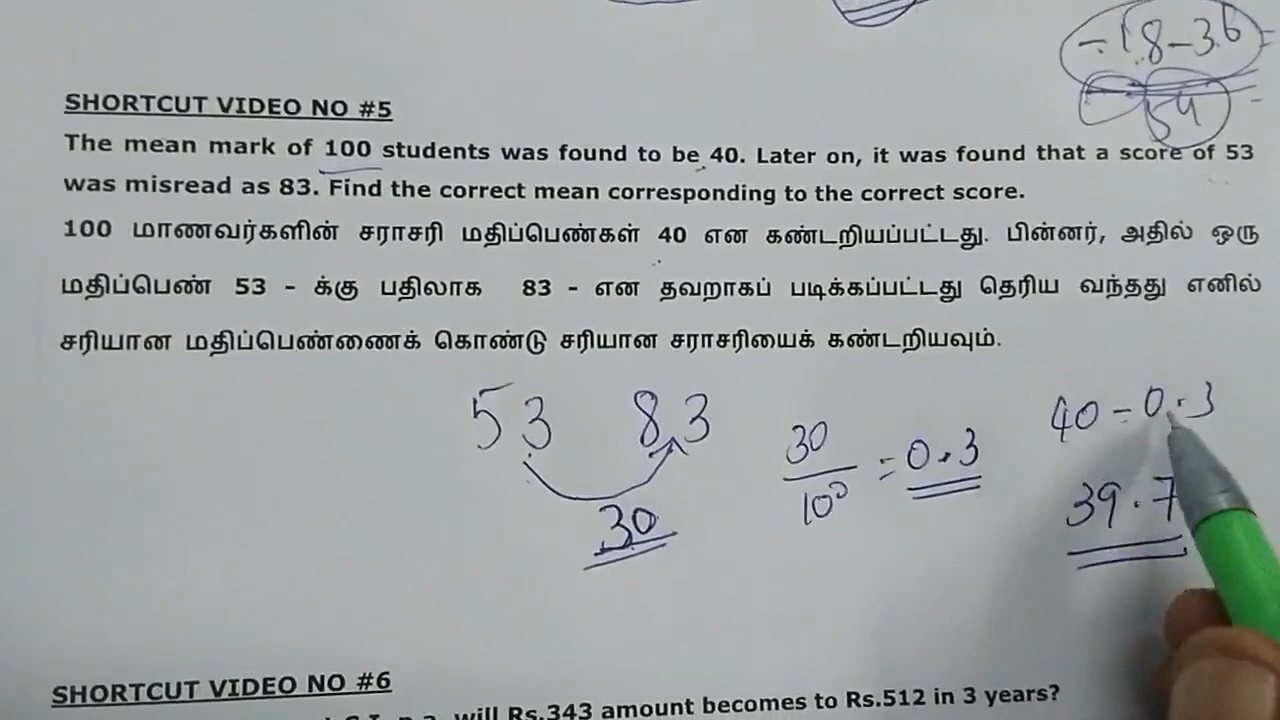 -18-36
54
SHORTCUT VIDEO NO #5
The mean mark of 100 students was found to be 40. Later on, it was found that a score of 53
was misread as 83. Find the correct mean corresponding to the correct score.
100 மாணவர்களின் சராசரி மதிப்பெண்கள் 40 என கண்டறியப்பட்டது. பின்னர், அதில் ஒரு
மதிப்பெண் 53 - க்கு பதிலாக 83 - என தவறாகப் படிக்கப்பட்டது தெரிய வந்தது எனில்
சரியான மதிப்பெண்ணைக் கொண்டு சரியான சராசரியைக் கண்டறியவும்.
53 83
30
30
100
= 0.3
40 - 0.3
39.7
SHORTCUT VIDEO NO #6
will Rs.343 amount becomes to Rs.512 in 3 years?